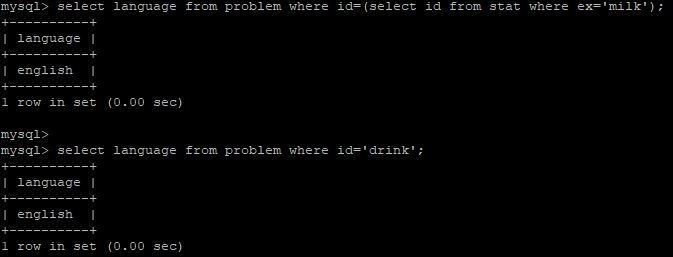 mysql> select language from problem where id=(select id from stat where ex='milk');
+----------+
| language |
+----------+
| english  |
+----------+
1 row in set (0.00 sec)
mysql>
mysql> select language from problem where id='drink';
+----------+
| language |
+----------+
| english  |
+----------+
1 row in set (0.00 sec)